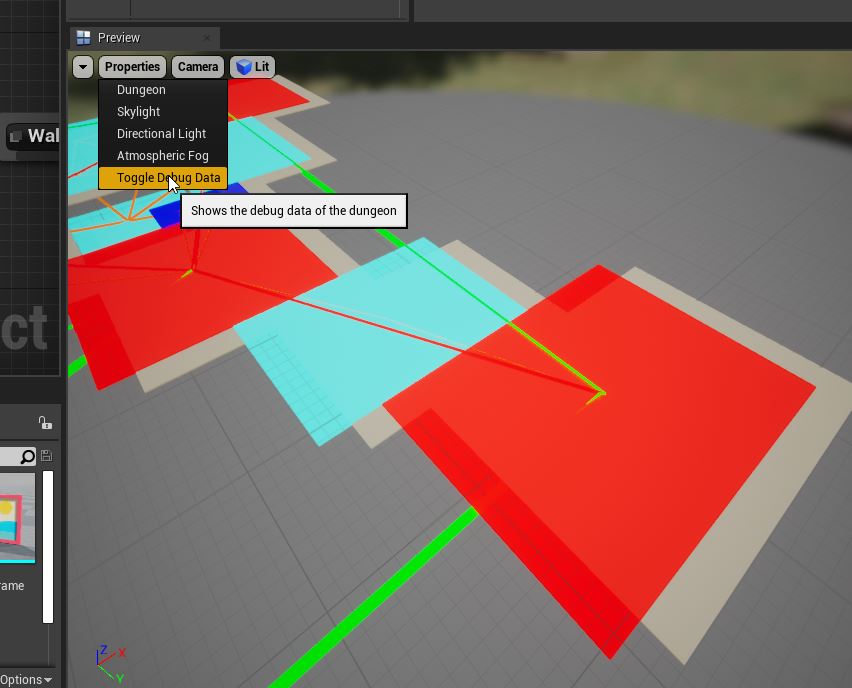 Preview
Properties
Camera
Lit
Dungeon
Skylight
Directional Light
Atmospheric Fog
Toggle Debug Data
Shows the debug data of the dungeon
Wal
ct
ame
Options
Z
X
Y